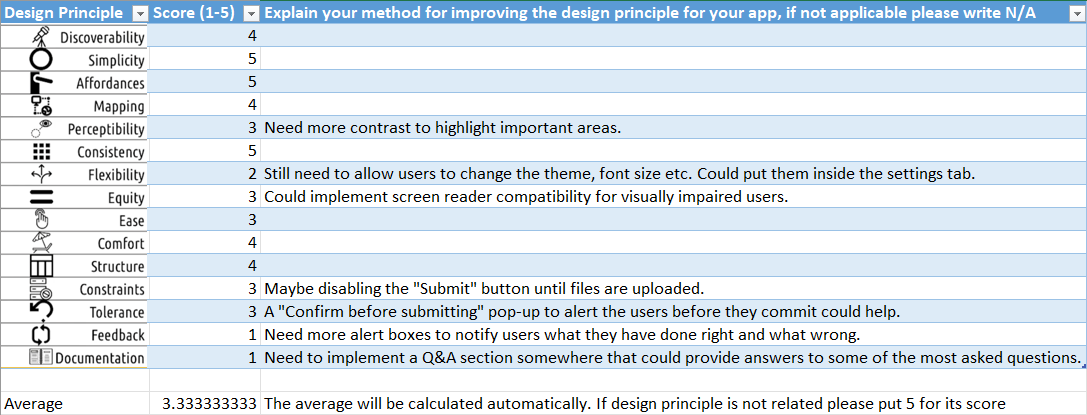 Design Principle Score (1-5) Explain your method for improving the design principle for your app, if not applicable please write N/A
Discoverability 4
Simplicity 5
Affordances 5
Mapping 4
Perceptibility 3 Need more contrast to highlight important areas.
Consistency 5
Flexibility 2 Still need to allow users to change the theme, font size etc. Could put them inside the settings tab.
Equity 3 Could implement screen reader compatibility for visually impaired users.
Ease 3
Comfort 4
Structure 4
Constraints 3 Maybe disabling the "Submit" button until files are uploaded.
Tolerance 3 A "Confirm before submitting" pop-up to alert the users before they commit could help.
Feedback 1 Need more alert boxes to notify users what they have done right and what wrong.
Documentation 1 Need to implement a Q&A section somewhere that could provide answers to some of the most asked questions.
Average 3.333333333 The average will be calculated automatically. If design principle is not related please put 5 for its score